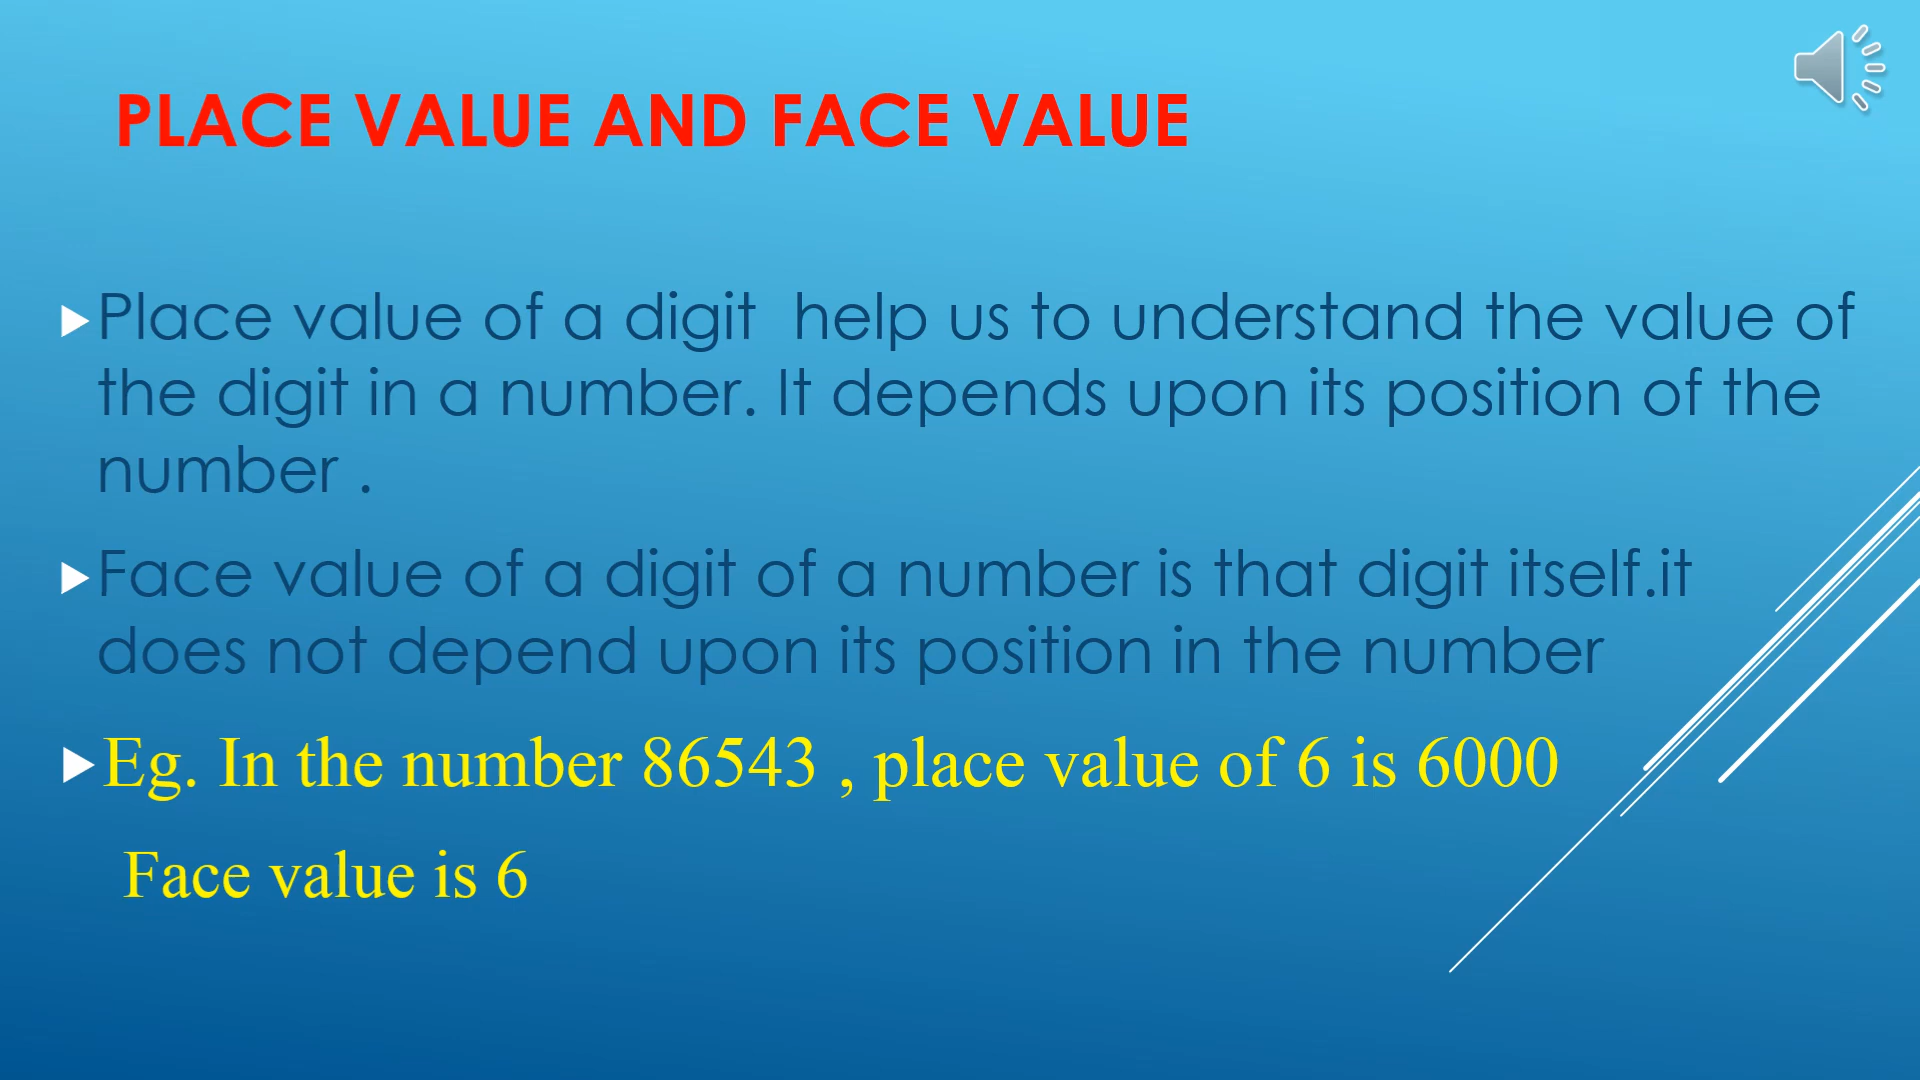 PLACE VALUE AND FACE VALUE
Place value of a digit  help us to understand the value of
the digit in a number. It depends upon its position of the
number .
Face value of a digit of a number is that digit itself.it
does not depend upon its position in the number
Eg. In the number 86543 , place value of 6 is 6000
Face value is 6